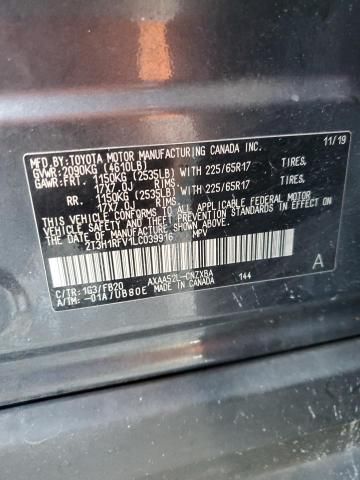 MFD. BY: TOYOTA MOTOR MANUFACTURING CANADA INC. 11/19
GVWR: 2090KG (4610LB)
GAWR: FRT. 1150KG (2535LB) WITH 225/65R17 TIRES,
17X7.0J RIMS,
RR. 1150KG (2535LB) WITH 225/65R17 TIRES,
17X7.0J RIMS,
THIS VEHICLE CONFORMS TO ALL APPLICABLE FEDERAL MOTOR
VEHICLE SAFETY AND THEFT PREVENTION STANDARDS IN
EFFECT ON THE DATE OF MANUFACTURE SHOWN ABOVE.
2T3H1RFV1LC039916 MPV
C/TR: 1G3/FB20 AXAA52L-CNZXBA 144 A
A/TM: -01A/UB80E MADE IN CANADA